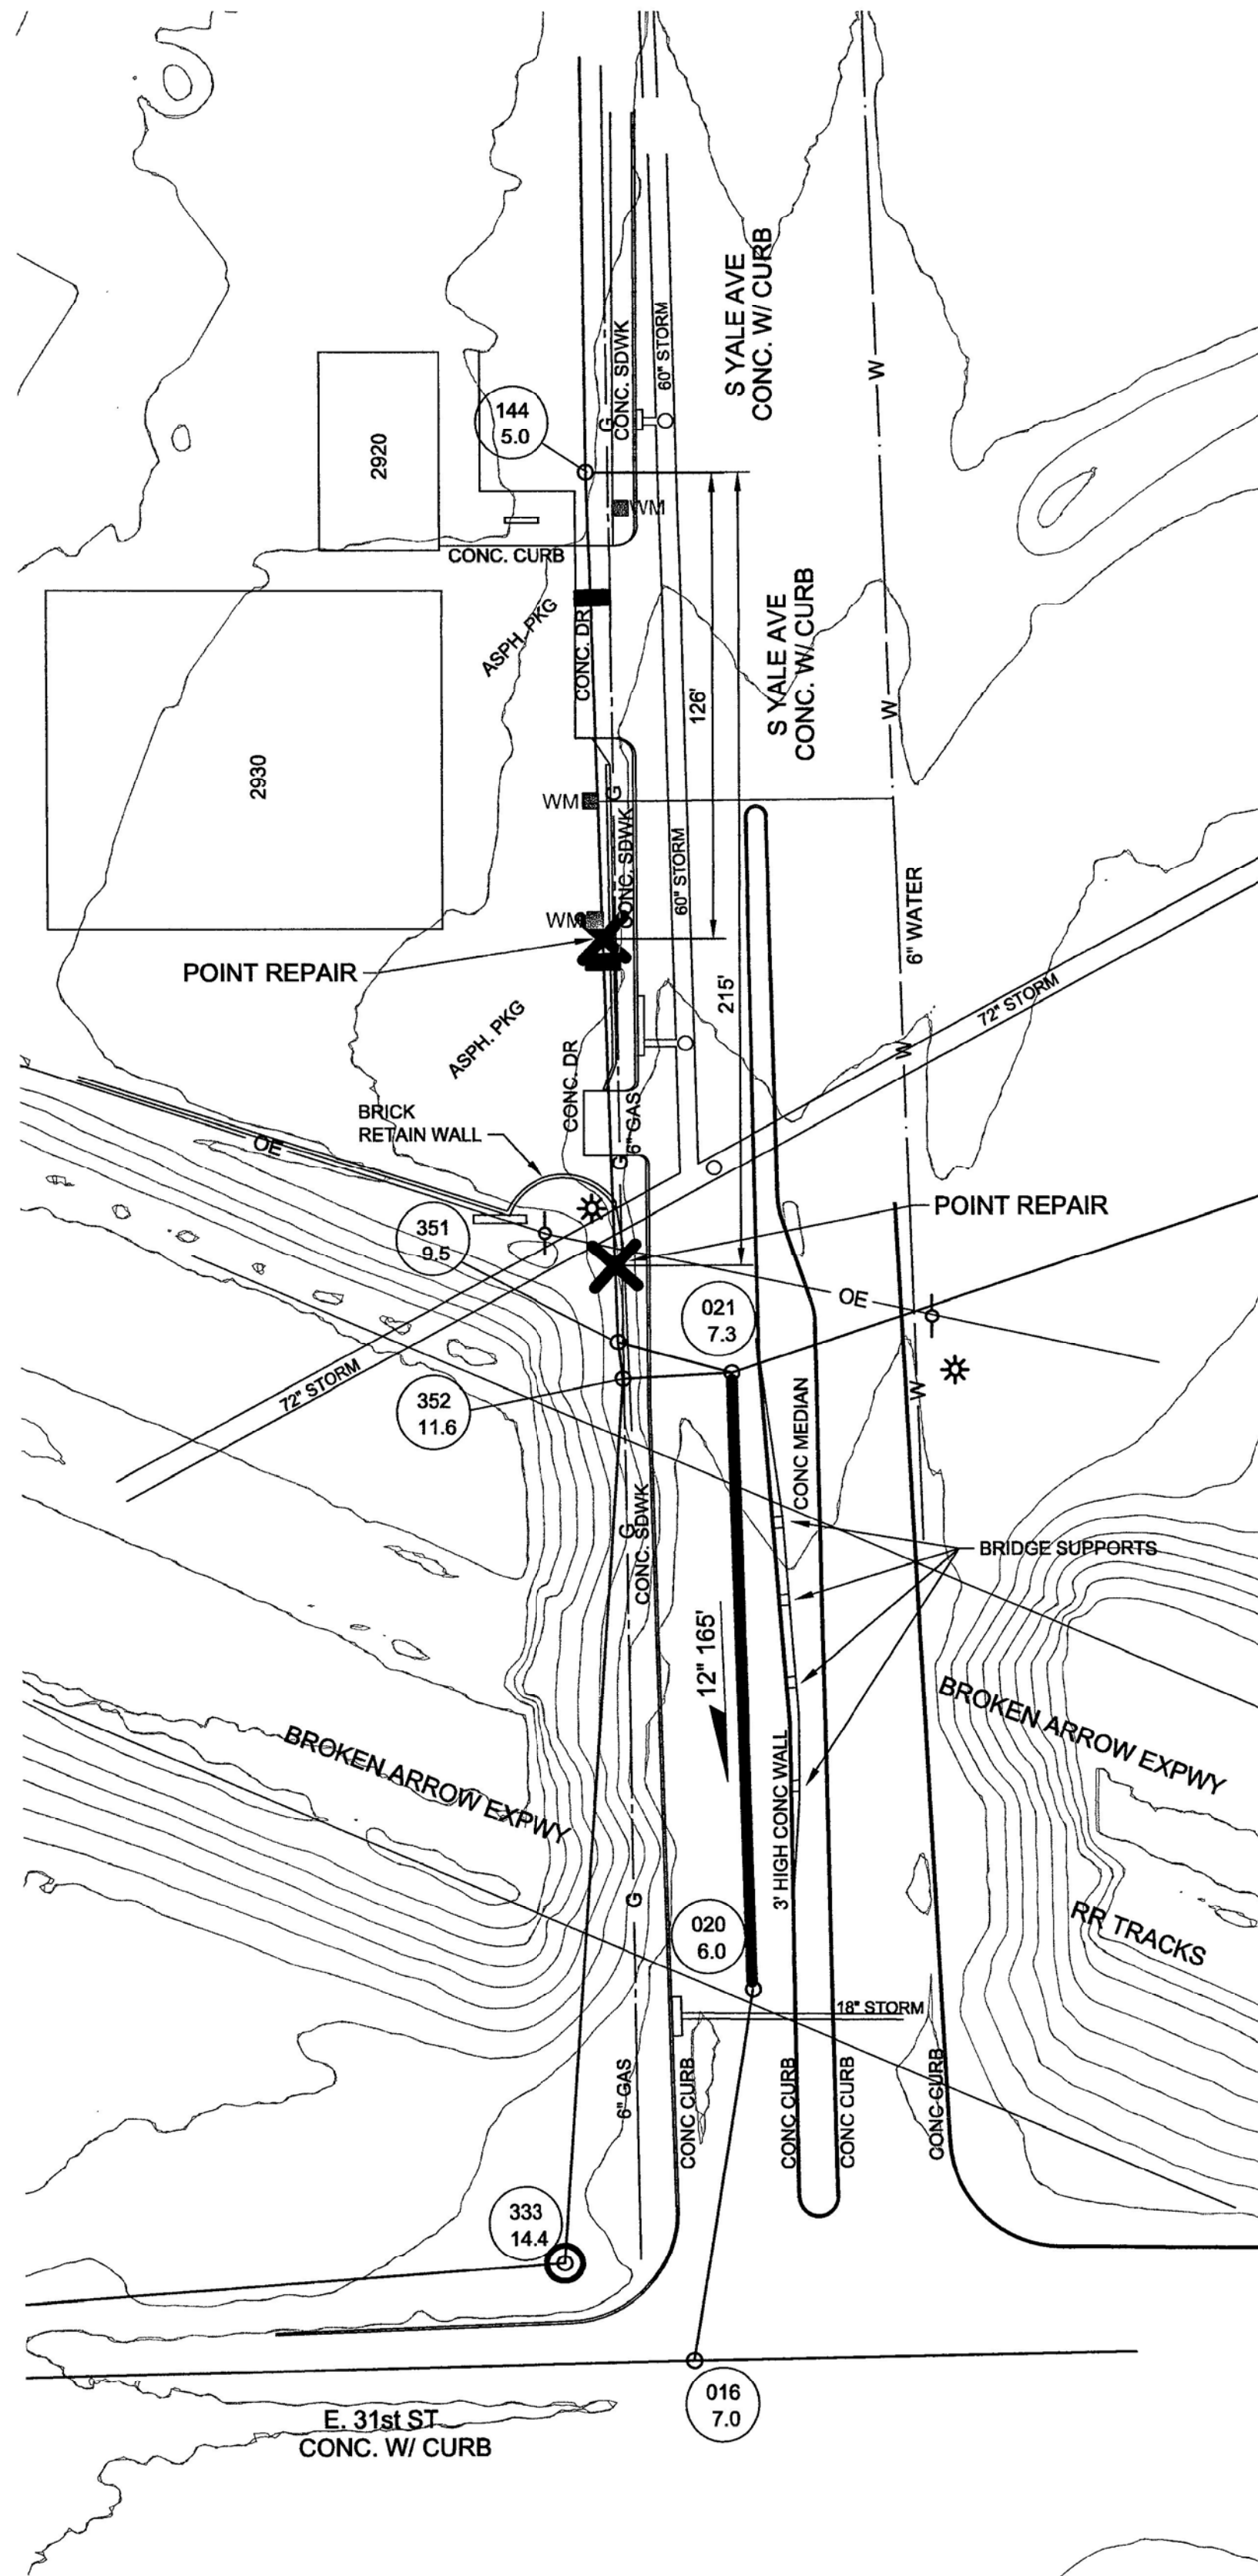 S YALE AVE
CONC. W/ CURB
60" STORM
CONC. SDWK
G
144
5.0
2920
WM
CONC. CURB
ASPH. PKG
CONC. DR
S YALE AVE
CONC. W/ CURB
W
126'
W
2930
WM
G
CONC. SDWK
60" STORM
6" WATER
WM
POINT REPAIR
215'
72" STORM
ASPH. PKG
CONC. DR
W
BRICK
RETAIN WALL
6" GAS
G
OE
POINT REPAIR
351
9.5
OE
021
7.3
72" STORM
352
11.6
W
CONC MEDIAN
CONC. SDWK
G
BRIDGE SUPPORTS
12" 165'
BROKEN ARROW EXPWY
BROKEN ARROW EXPWY
3' HIGH CONC WALL
G
020
6.0
RR TRACKS
18" STORM
6" GAS
CONC CURB
CONC CURB
CONC CURB
CONC CURB
333
14.4
016
7.0
E. 31st ST
CONC. W/ CURB